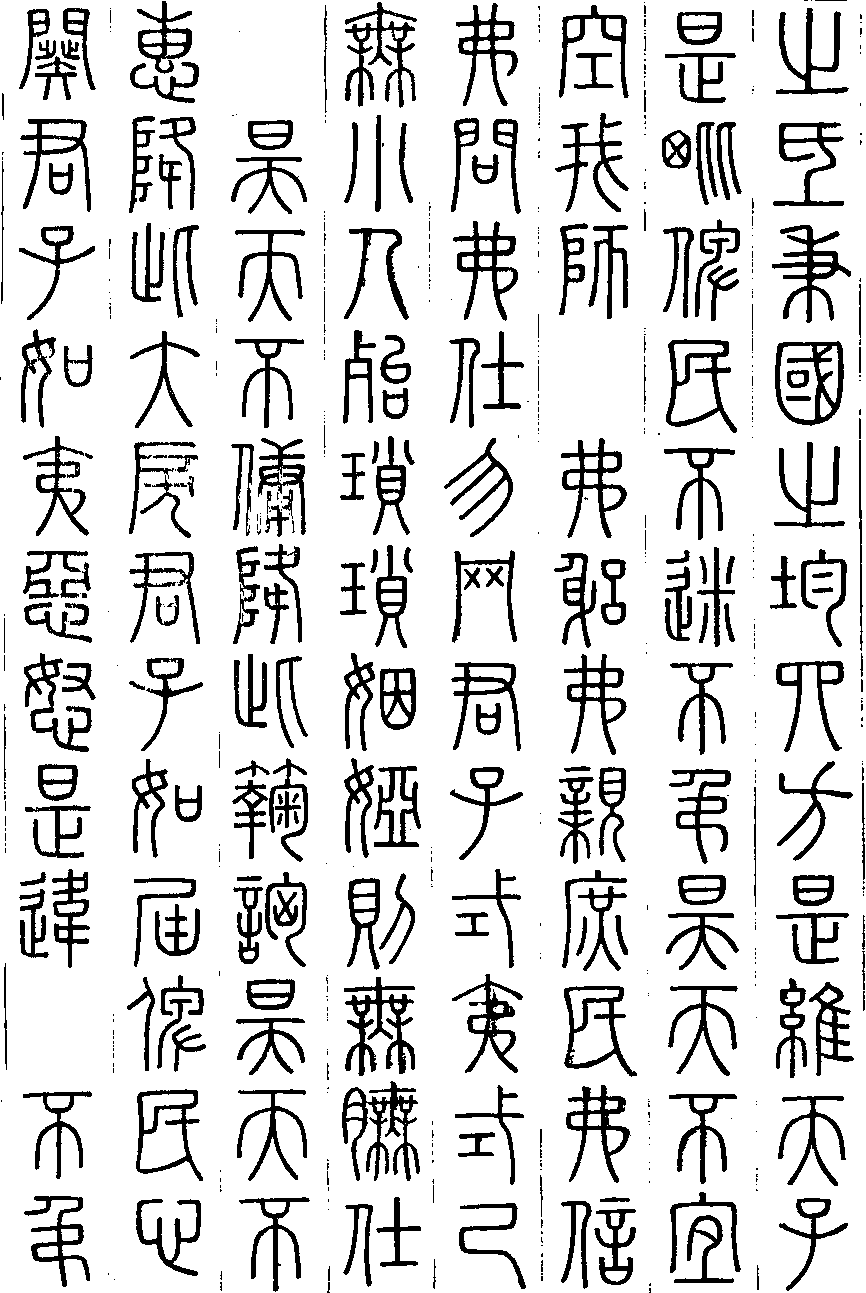 之氐秉國之均四方是維天子
是毗俾民不迷不弔昊天不宜
空我師 弗躬弗親庶民弗信
弗問弗仕勿网君子式夷式已
無小人殆瑣瑣姻婭則無膴仕
昊天不傭降此鞠詾昊天不
惠降此大戾君子如屆俾民心
闋君子如夷惡怒是違 不弔